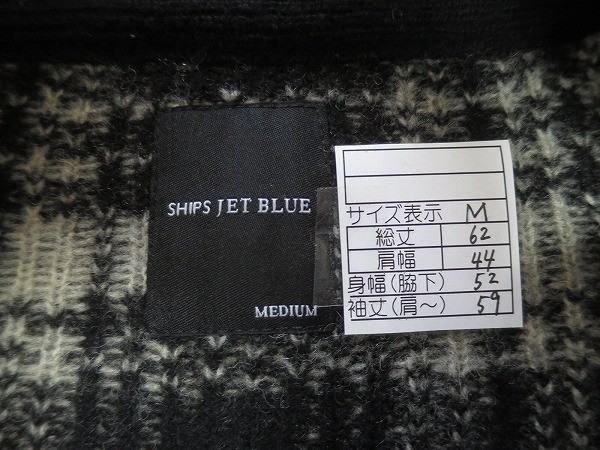 SHIPS JET BLUE
MEDIUM
サイズ表示 M
総丈 62
肩幅 44
身幅(脇下) 52
袖丈(肩〜) 59